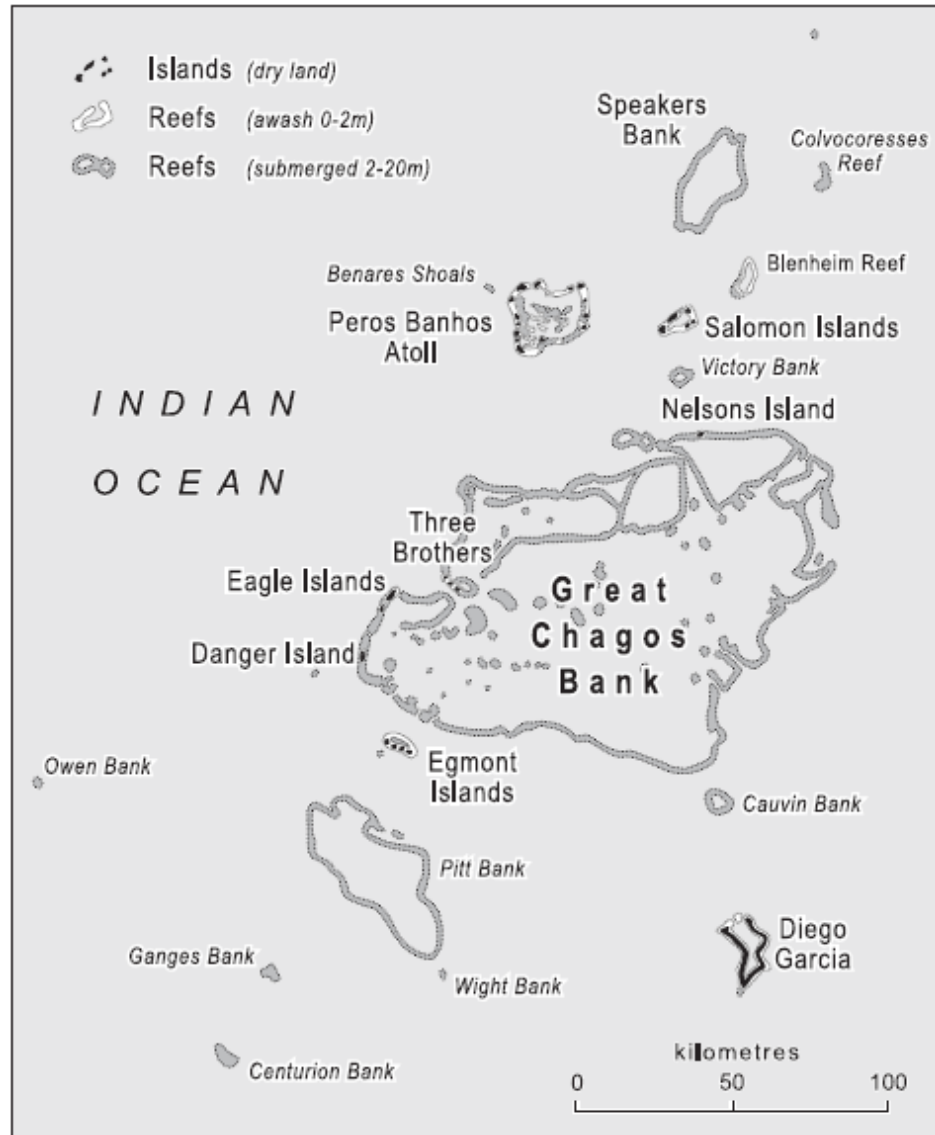 Islands (dry land)
Reefs (awash 0-2m)
Reefs (submerged 2-20m)
Speakers
Bank
Colvocoresses
Reef
Blenheim Reef
Benares Shoals
Peros Banhos
Atoll
Salomon Islands
Victory Bank
Nelsons Island
INDIAN
OCEAN
Three
Brothers
Eagle Islands
Great
Chagos
Bank
Danger Island
Egmont
Islands
Owen Bank
Cauvin Bank
Pitt Bank
Diego
Garcia
Ganges Bank
Wight Bank
Centurion Bank
kilometres
0 50 100